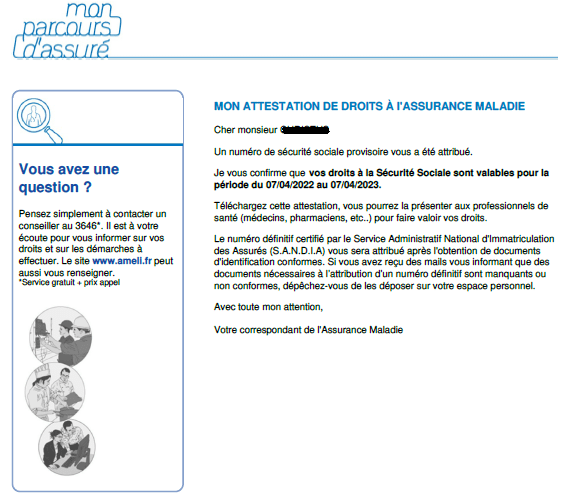 mon
parcours
d'assuré
Vous avez une
question ?
Pensez simplement à contacter un
conseiller au 3646*. Il est à votre
écoute pour vous informer sur vos
droits et sur les démarches à
effectuer. Le site www.ameli.fr peut
aussi vous renseigner.
*Service gratuit + prix appel
MON ATTESTATION DE DROITS À l'ASSURANCE MALADIE
Cher monsieur
Un numéro de sécurité sociale provisoire vous a été attribué.
Je vous confirme que vos droits à la Sécurité Sociale sont valables pour la
période du 07/04/2022 au 07/04/2023.
Téléchargez cette attestation, vous pourrez la présenter aux professionels de
santé (médecins, pharmaciens, etc..) pour faire valoir vos droits.
Le numéro définitif certifié par le Service Administratif National d'Immatriculation
des Assurés (S.A.N.D.I.A) vous sera attribué après l'obtention de documents
d'identification conformes. Si vous avez reçu des mails vous informant que des
documents nécessaires à l'attribution d'un numéro définitif sont manquants ou
non conformes, dépêchez-vous de les déposer sur votre espace personnel.
Avec toute mon attention,
Votre correspondant de l'Assurance Maladie